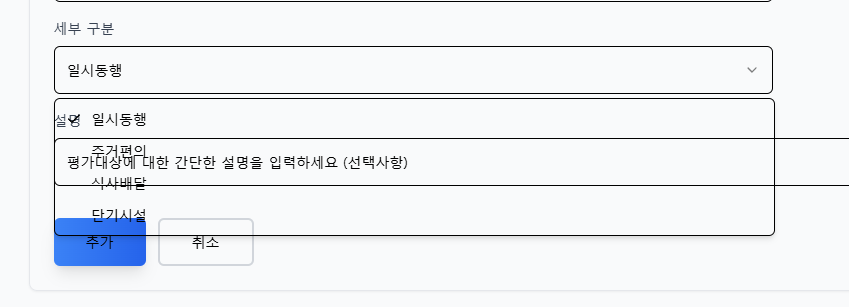 세부 구분
일시동행
설명
일시동행
주거편의
평가대상에 대한 간단한 설명을 입력하세요 (선택사항)
식사배달
단기시설
추가
취소